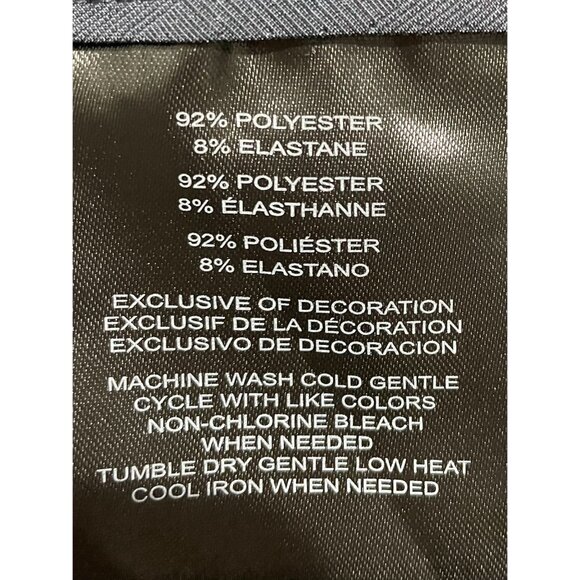 92% POLYESTER
8% ELASTANE
92% POLYESTER
8% ÉLASTHANNE
92% POLIÉSTER
8% ELASTANO
EXCLUSIVE OF DECORATION
EXCLUSIF DE LA DÉCORATION
EXCLUSIVO DE DECORACION
MACHINE WASH COLD GENTLE
CYCLE WITH LIKE COLORS
NON-CHLORINE BLEACH
WHEN NEEDED
TUMBLE DRY GENTLE LOW HEAT
COOL IRON WHEN NEEDED